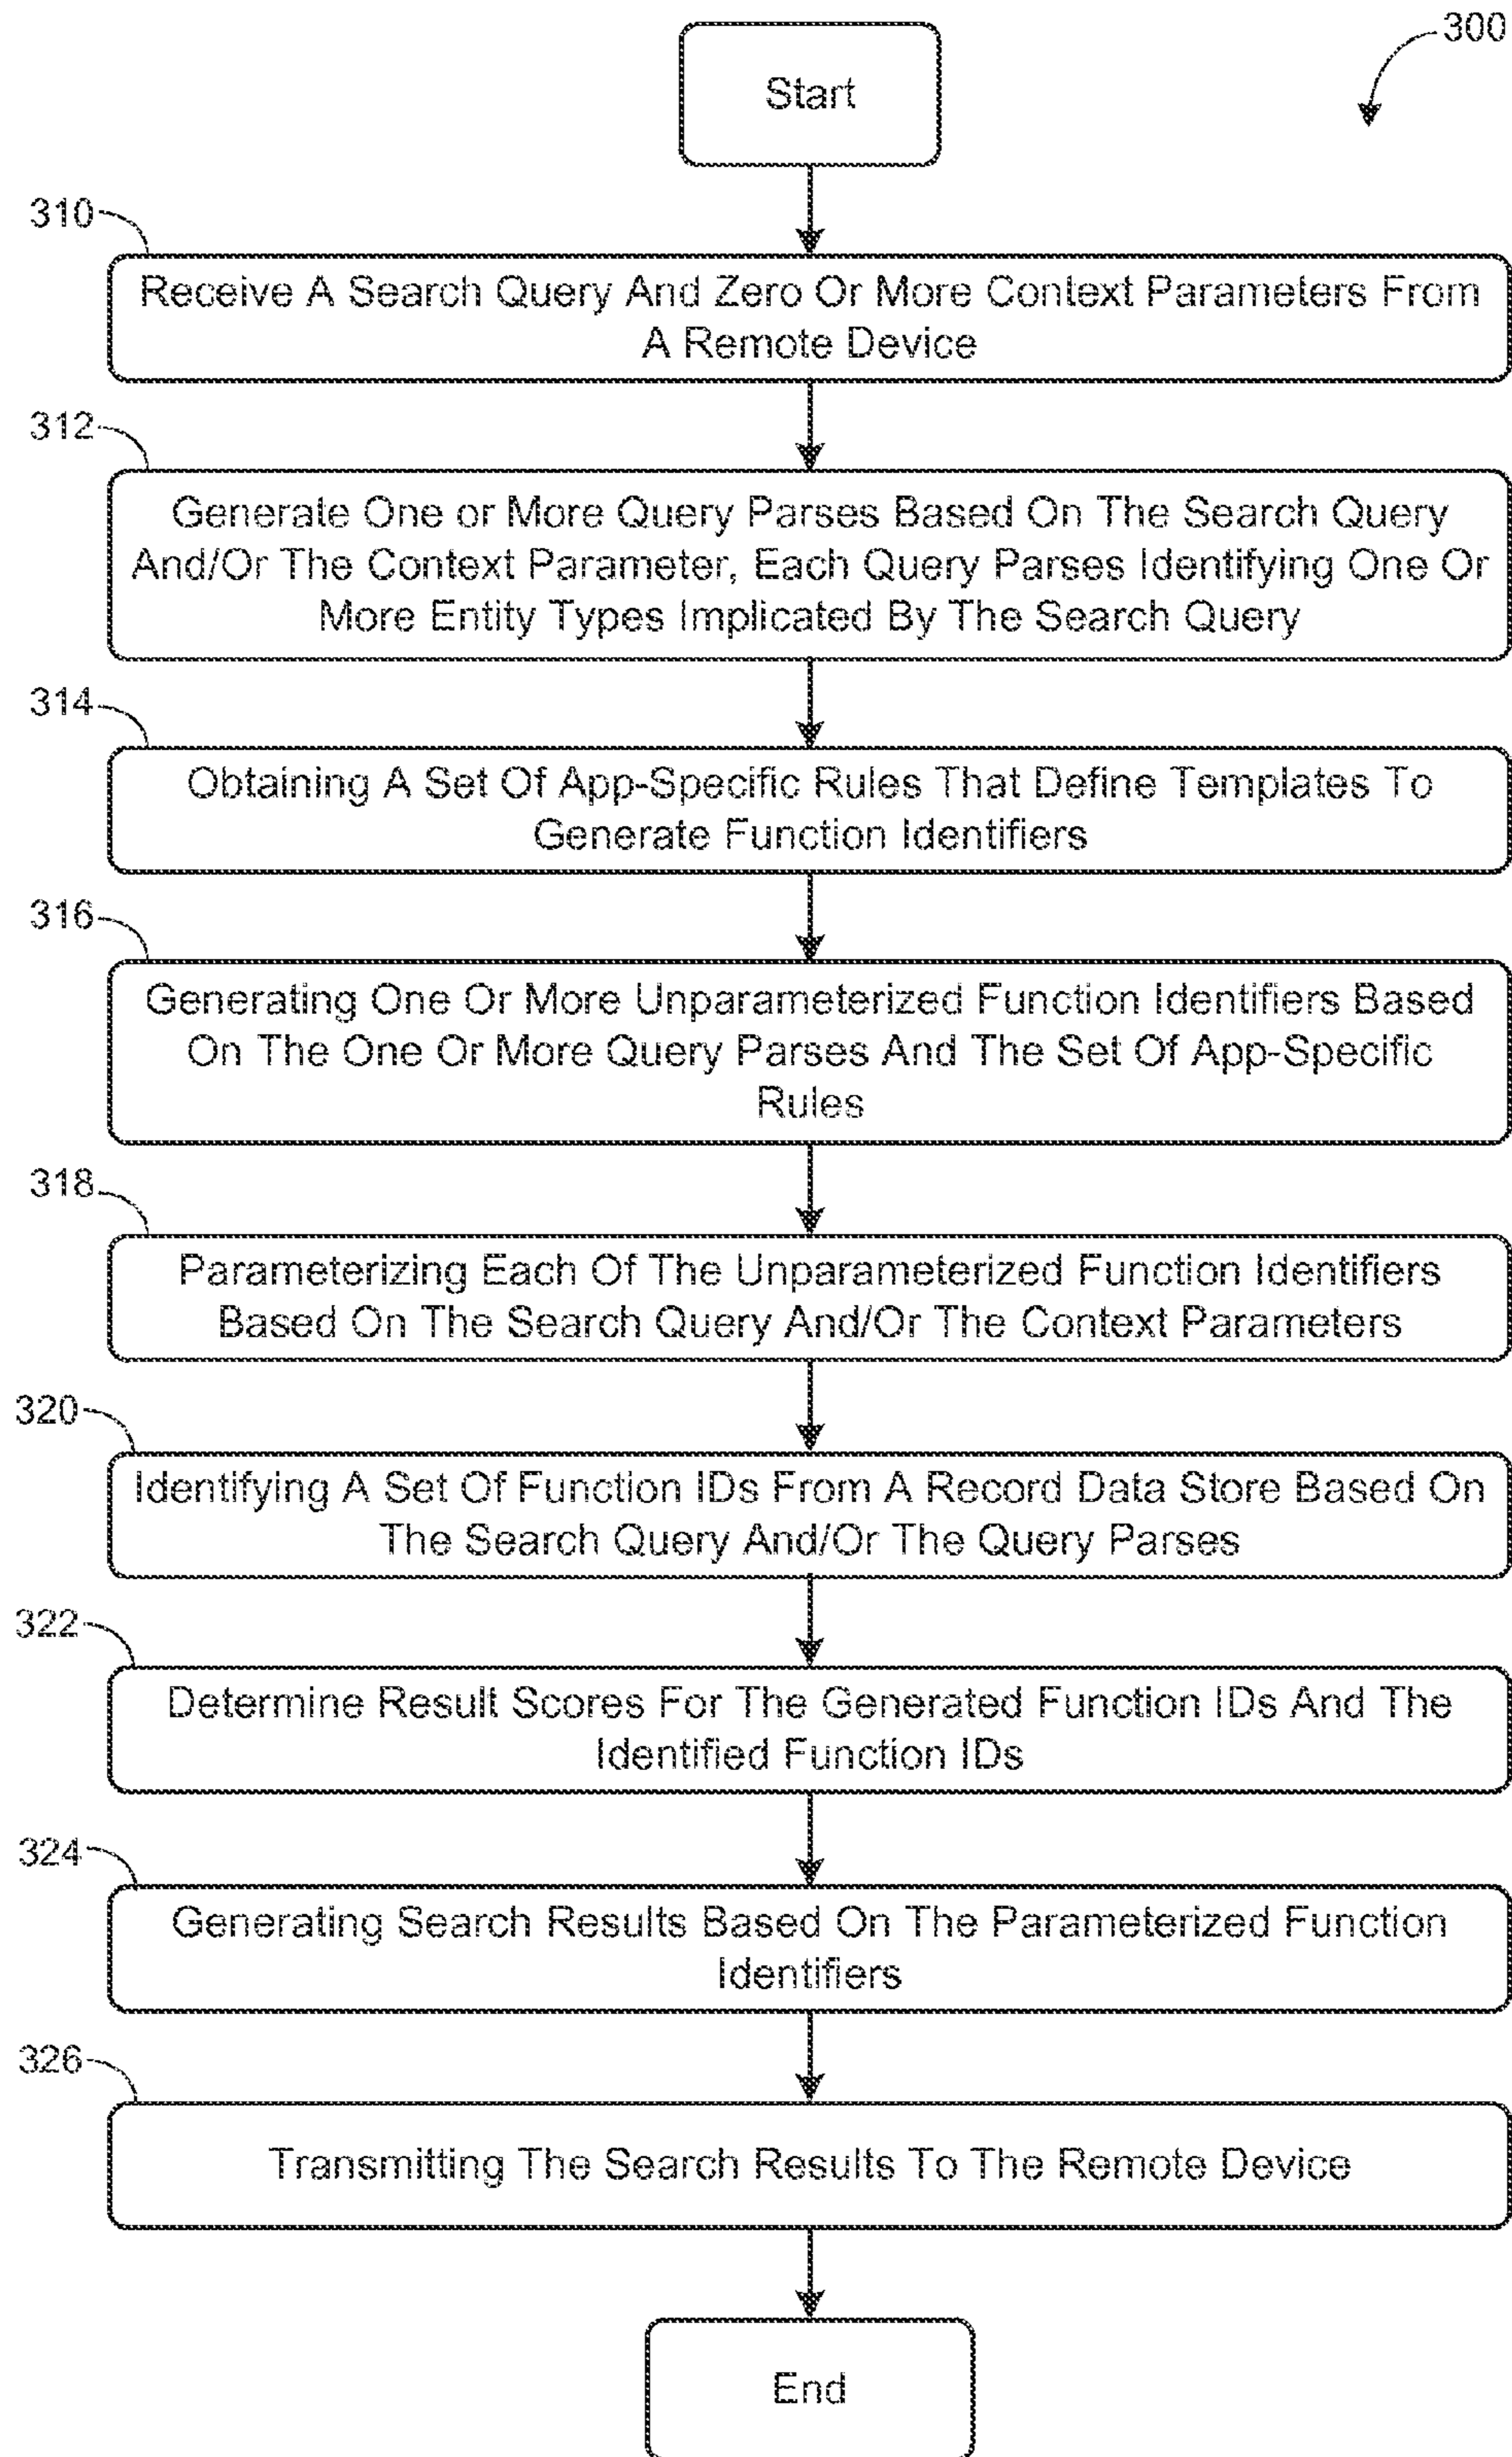 300
Start
310
Receive A Search Query And Zero Or More Context Parameters From
A Remote Device
312
Generate One or More Query Parses Based On The Search Query
And/Or The Context Parameter, Each Query Parses Identifying One Or
More Entity Types Implicated By The Search Query
314
Obtaining A Set Of App-Specific Rules That Define Templates To
Generate Function Identifiers
316
Generating One Or More Unparameterized Function Identifiers Based
On The One Or More Query Parses And The Set Of App-Specific
Rules
318
Parameterizing Each Of The Unparameterized Function Identifiers
Based On The Search Query And/Or The Context Parameters
320
Identifying A Set Of Function IDs From A Record Data Store Based On
The Search Query And/Or The Query Parses
322
Determine Result Scores For The Generated Function IDs And The
Identified Function IDs
324
Generating Search Results Based On The Parameterized Function
Identifiers
326
Transmitting The Search Results To The Remote Device
End